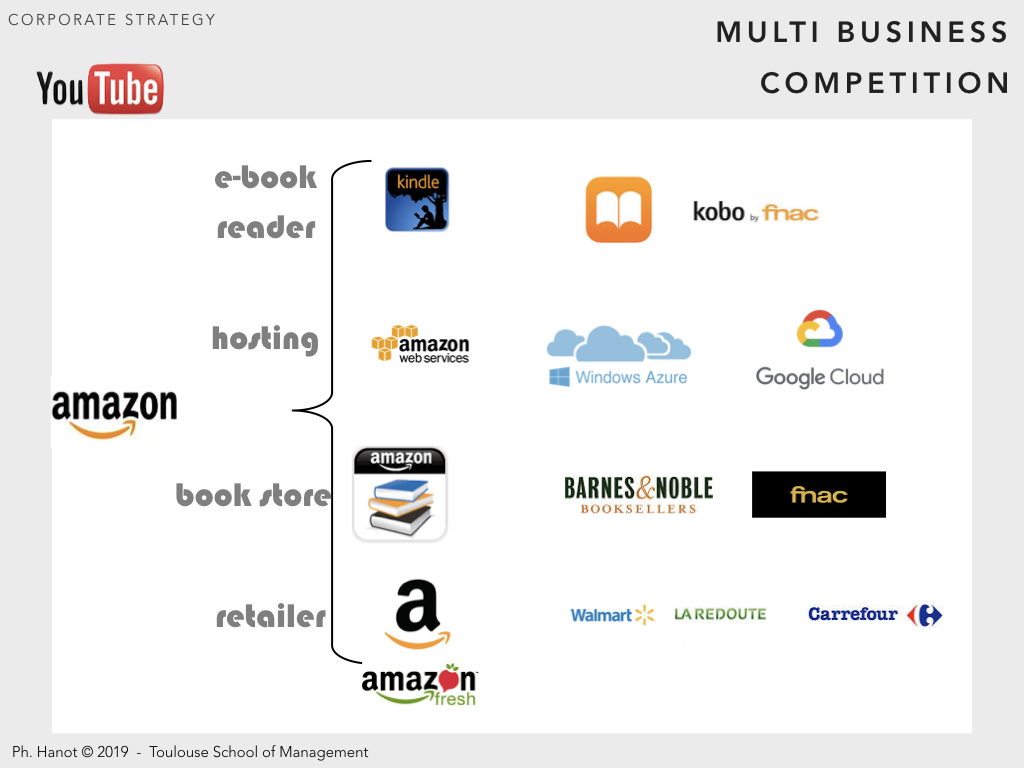 CORPORATE STRATEGY
MULTI BUSINESS
COMPETITION
YouTube
e-book
reader
kindle
kobo by fnac
hosting
amazon
web services
Windows Azure
Google Cloud
amazon
book store
amazon
BARNES&NOBLE
BOOKSELLERS
fnac
retailer
a
Walmart
LA REDOUTE
Carrefour
amazon
fresh
Ph. Hanot © 2019 - Toulouse School of Management